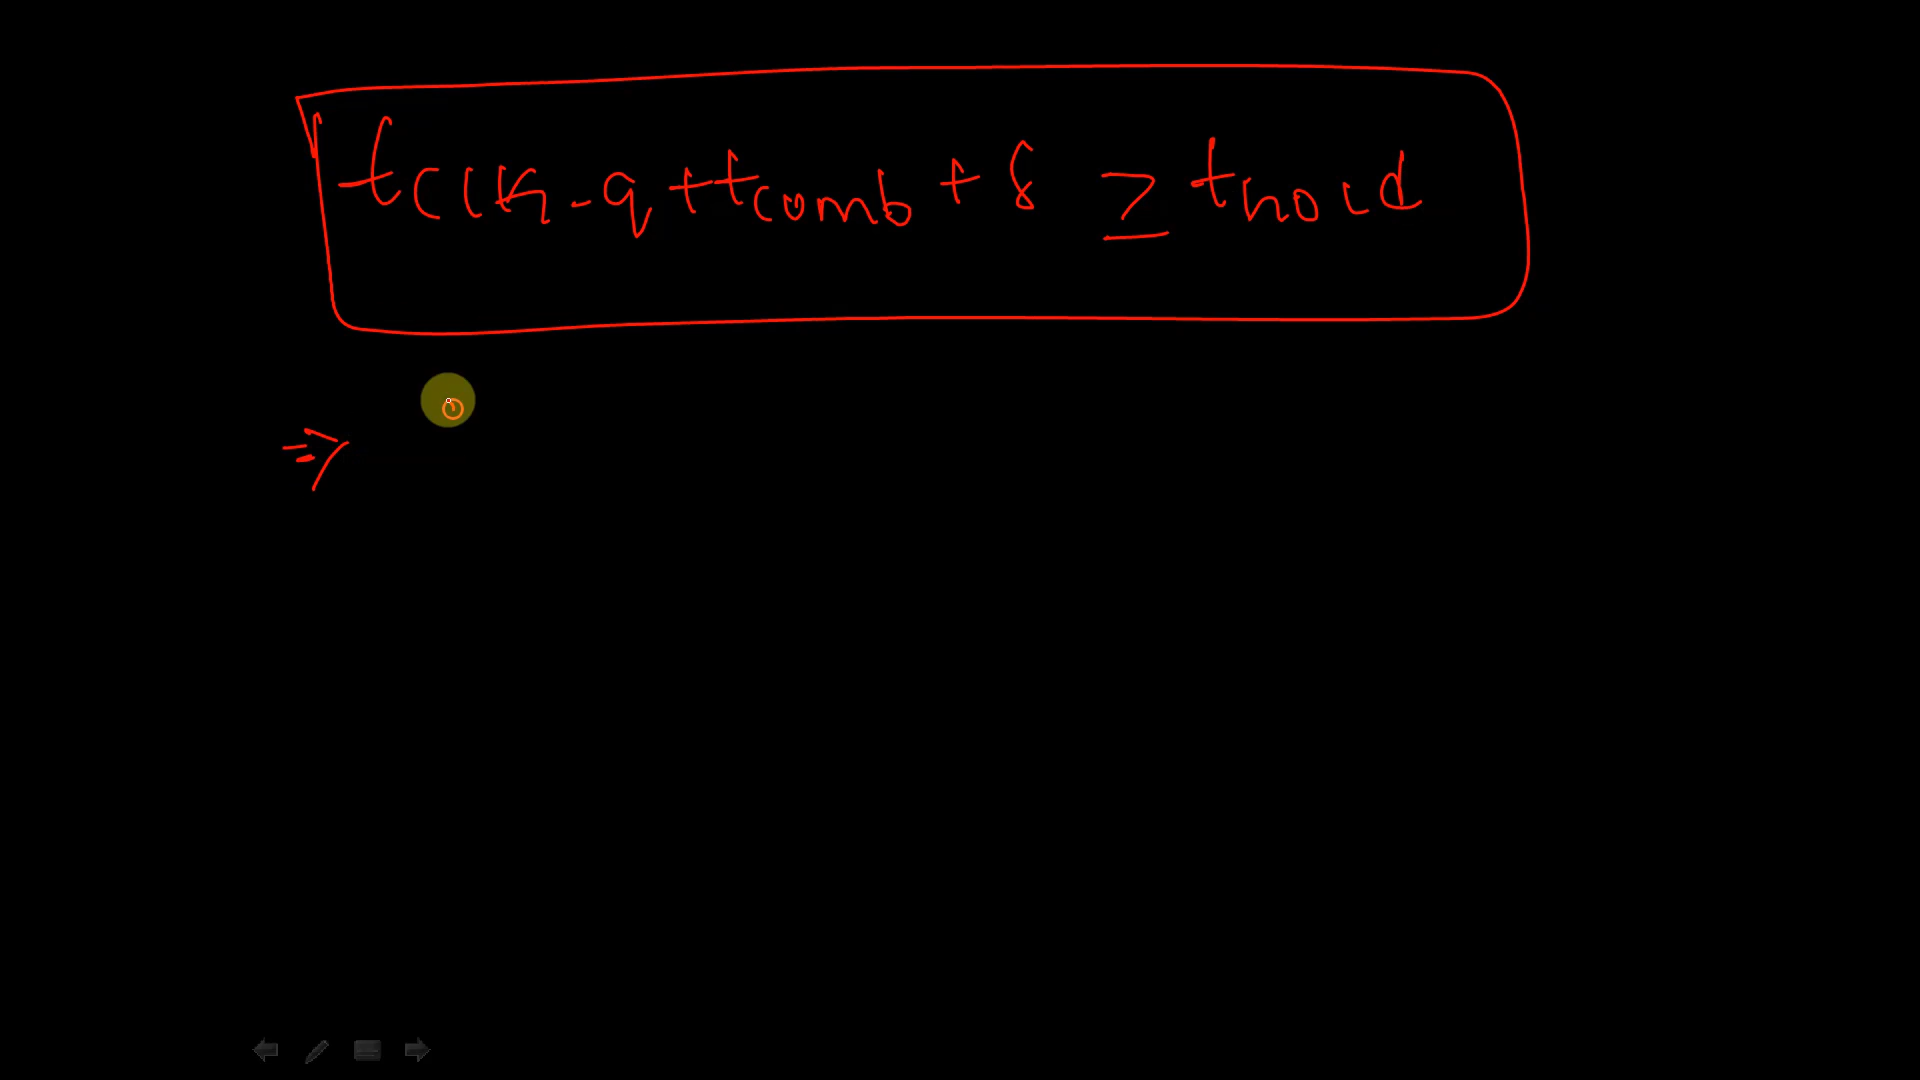 tclk-q + tcomb + δ ≥ thold
⇒